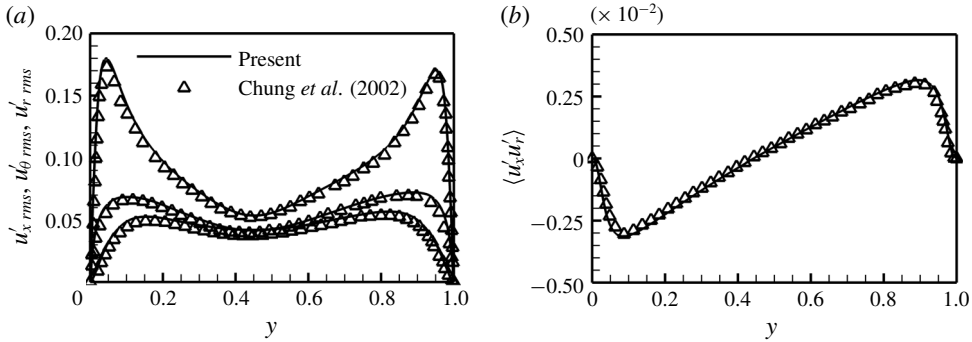 (a)
0.20
0.15
0.10
0.05
0
0.2
0.4
0.6
0.8
1.0
y
u′x rms, u′θ rms, u′r rms
Present
Chung et al. (2002)
(b)
(× 10−2)
0.50
0.25
0
−0.25
−0.50
0
0.2
0.4
0.6
0.8
1.0
y
⟨u′xu′r⟩